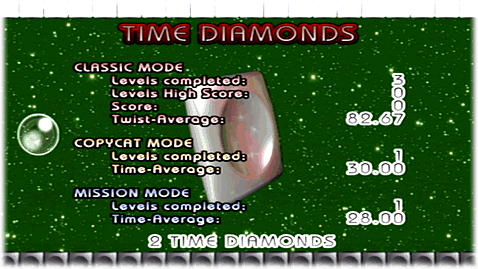 TIME DIAMONDS
CLASSIC MODE
Levels completed: 3
Levels High Score: 0
Score: 0
Twist-Average: 82.67
COPYCAT MODE
Levels completed: 1
Time-Average: 30.00
MISSION MODE
Levels completed: 1
Time-Average: 28.00
2 TIME DIAMONDS